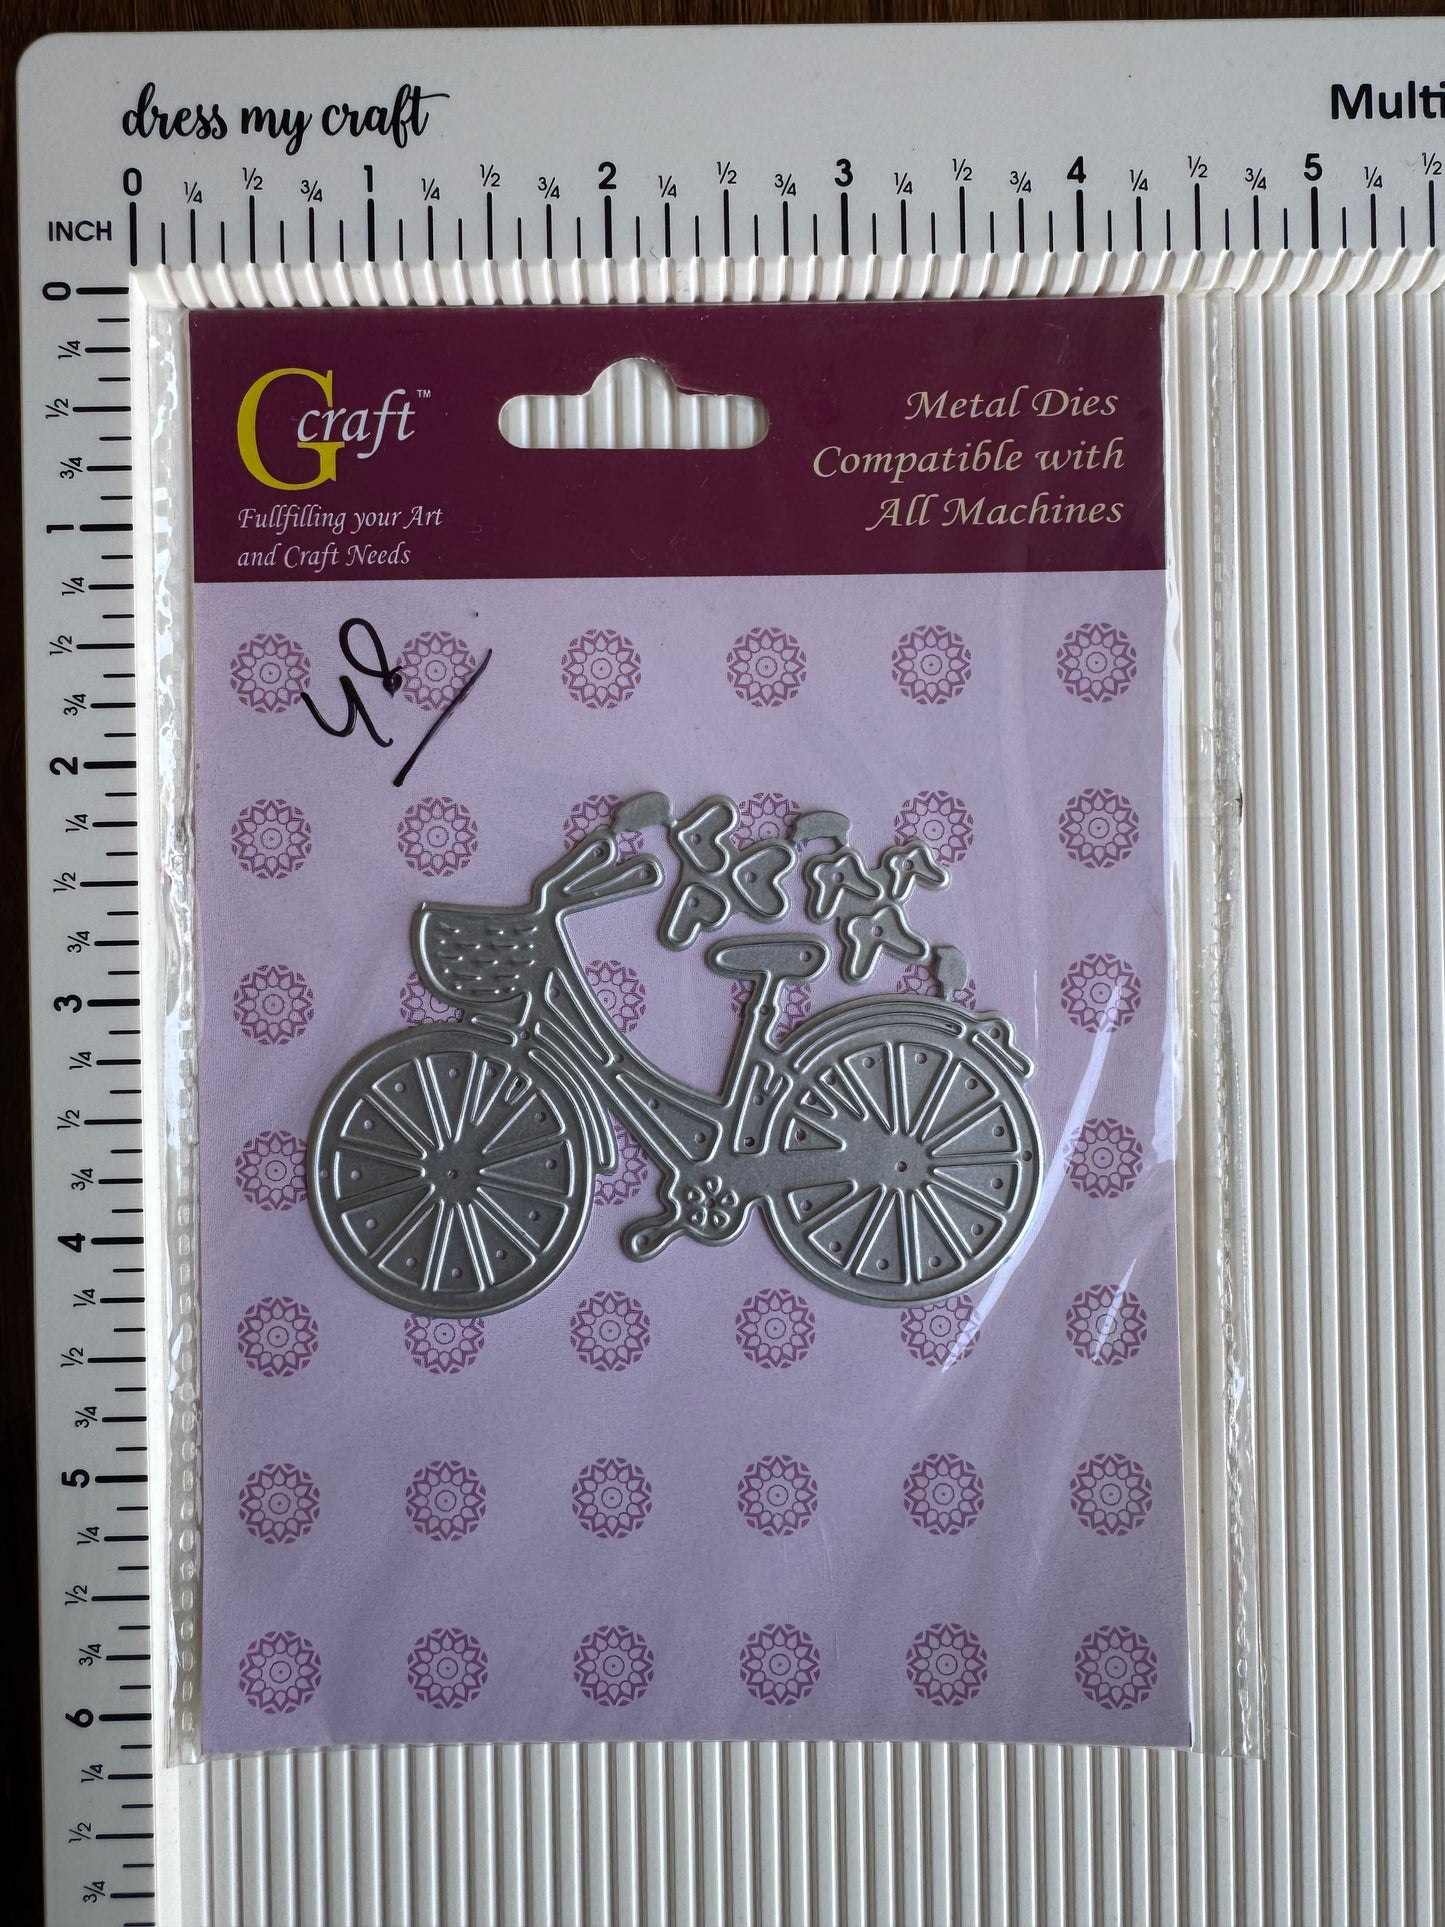 dress my craft
Multi
0 ¼ ½ ¾ 1 ¼ ½ ¾ 2 ¼ ½ ¾ 3 ¼ ½ ¾ 4 ¼ ½ ¾ 5 ¼ ½
INCH
0
¼
½
¾
1
¼
½
¾
2
¼
½
¾
3
¼
½
¾
4
¼
½
¾
5
¼
½
¾
6
¼
½
¾
Gcraft™
Fullfilling your Art
and Craft Needs
Metal Dies
Compatible with
All Machines